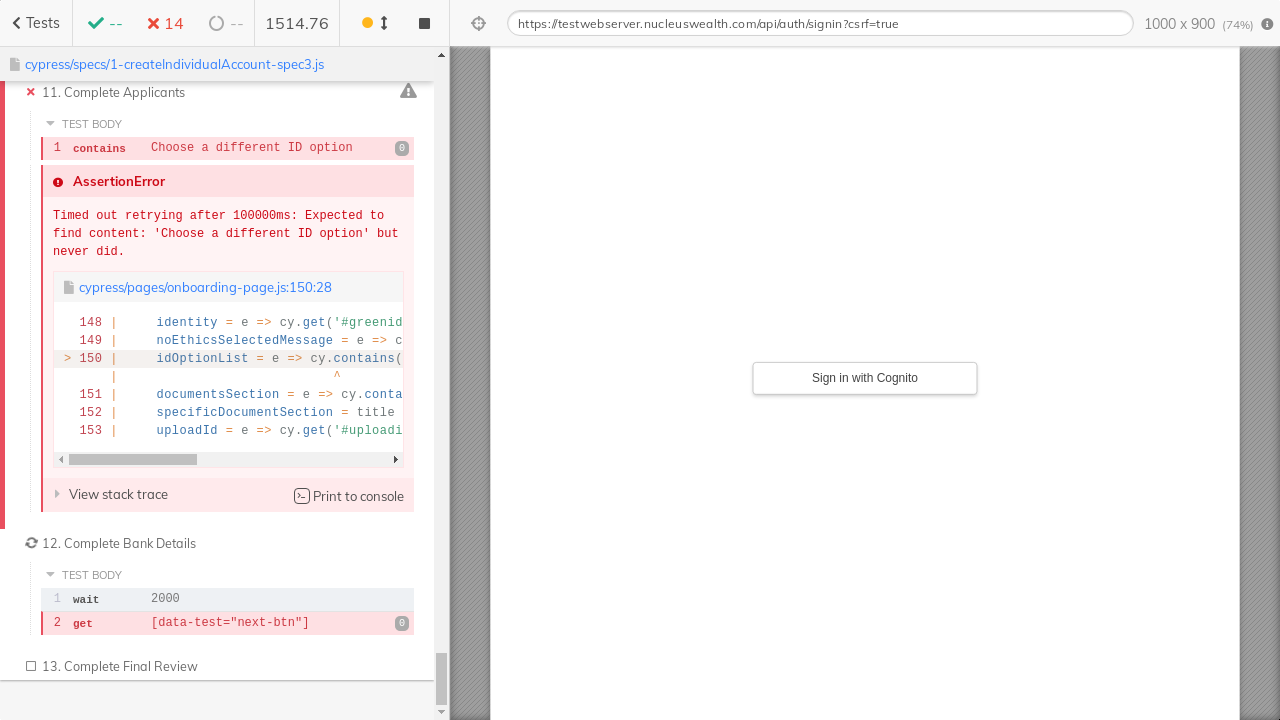 Tests
--
14
--
1514.76
https://testwebserver.nucleuswealth.com/api/auth/signin?csrf=true
1000 x 900 (74%)
cypress/specs/1-createIndividualAccount-spec3.js
11. Complete Applicants
TEST BODY
1 contains Choose a different ID option 0
AssertionError
Timed out retrying after 100000ms: Expected to
find content: 'Choose a different ID option' but
never did.
cypress/pages/onboarding-page.js:150:28
148 | identity = e => cy.get('#greenid
149 | noEthicsSelectedMessage = e => c
> 150 | idOptionList = e => cy.contains(
| ^
151 | documentsSection = e => cy.conta
152 | specificDocumentSection = title
153 | uploadId = e => cy.get('#uploadi
View stack trace
Print to console
12. Complete Bank Details
TEST BODY
1 wait 2000
2 get [data-test="next-btn"] 0
13. Complete Final Review
Sign in with Cognito